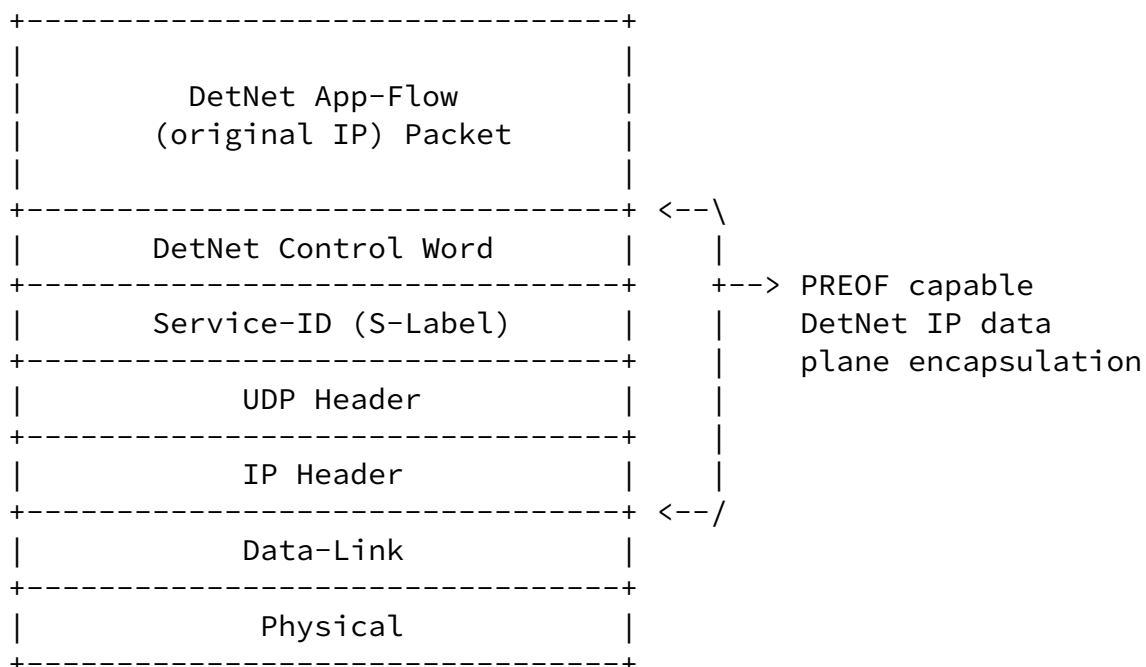 DetNet App-Flow
(original IP) Packet
DetNet Control Word
PREOF capable
Service-ID (S-Label)
DetNet IP data
plane encapsulation
UDP Header
IP Header
Data-Link
Physical